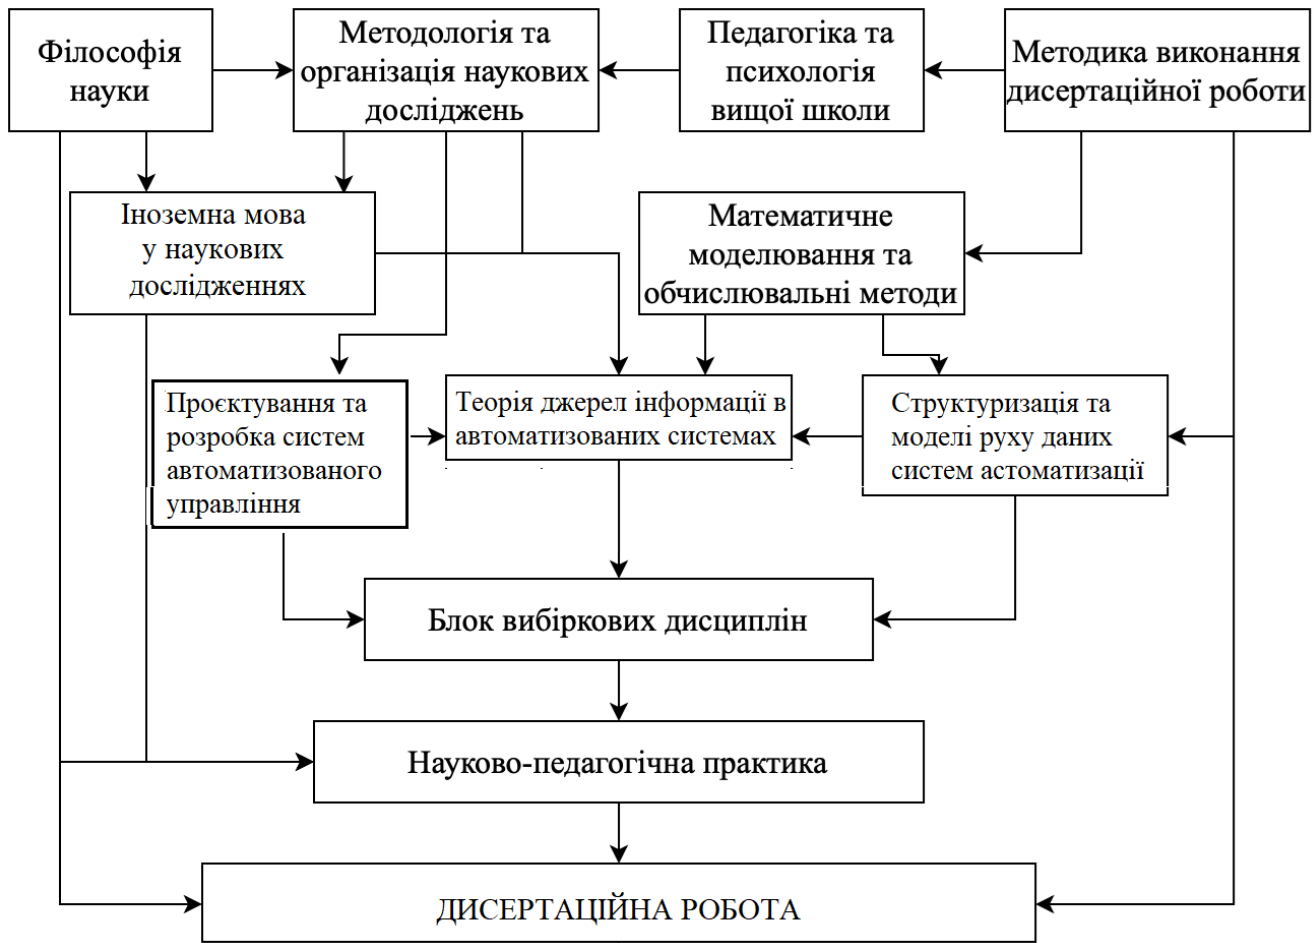 Філософія
науки
Методологія та
організація наукових
досліджень
Педагогіка та
психологія
вищої школи
Методика виконання
дисертаційної роботи
Іноземна мова
у наукових
дослідженнях
Математичне
моделювання та
обчислювальні методи
Проєктування та
розробка систем
автоматизованого
управління
Теорія джерел інформації в
автоматизованих системах
Структуризація та
моделі руху даних
систем астоматизації
Блок вибіркових дисциплін
Науково-педагогічна практика
ДИСЕРТАЦІЙНА РОБОТА